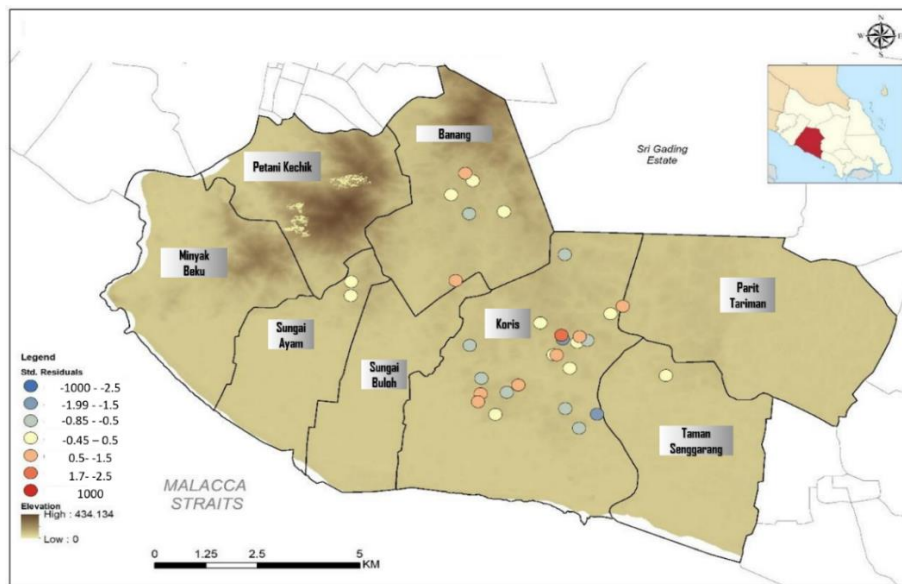 N
W
E
S
Banang
Sri Gading
Estate
Petani Kechik
Minyak
Beku
Parit
Tariman
Koris
Sungai
Ayam
Sungai
Buloh
Taman
Senggarang
Legend
Std. Residuals
-1000 - -2.5
-1.99 - -1.5
-0.85 - -0.5
-0.45 – 0.5
0.5- -1.5
1.7- -2.5
1000
Elevation
High : 434.134
Low : 0
MALACCA
STRAITS
0 1.25 2.5 5
KM